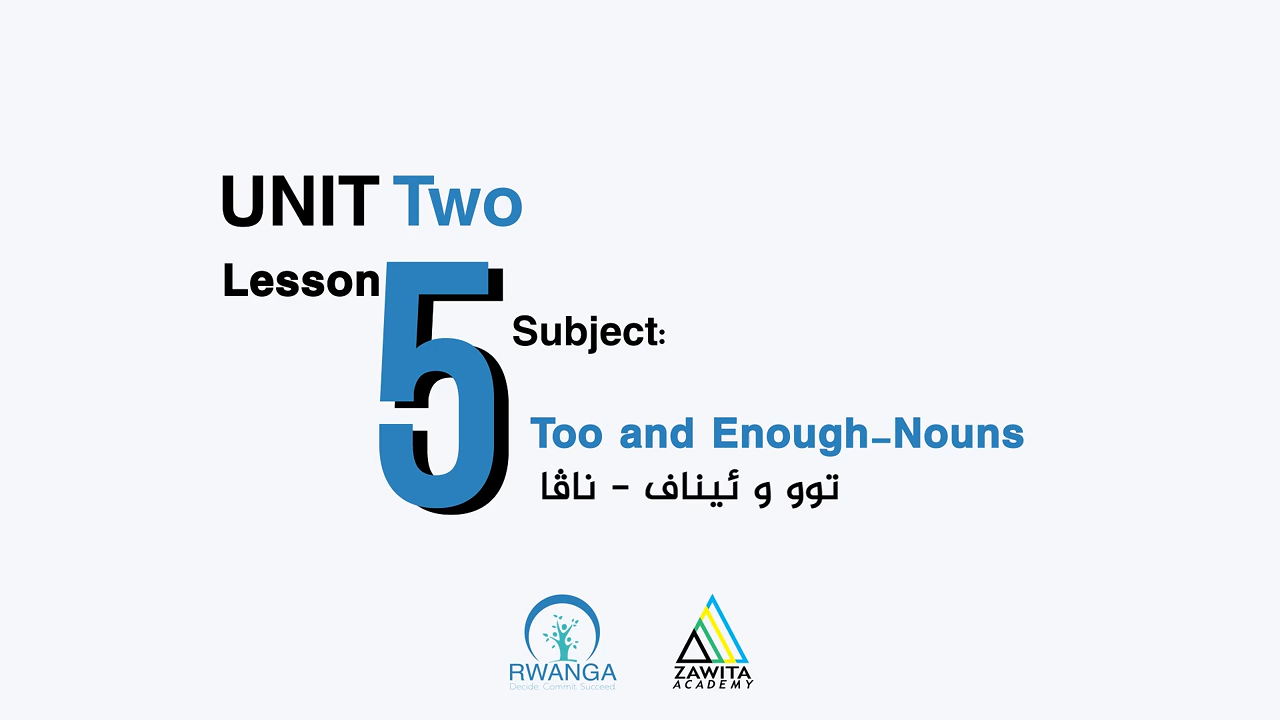 UNIT Two
Lesson 5
Subject:
Too and Enough-Nouns
توو و ئیناف - ناڤا
RWANGA
Decide. Commit. Succeed.
ZAWITA
ACADEMY